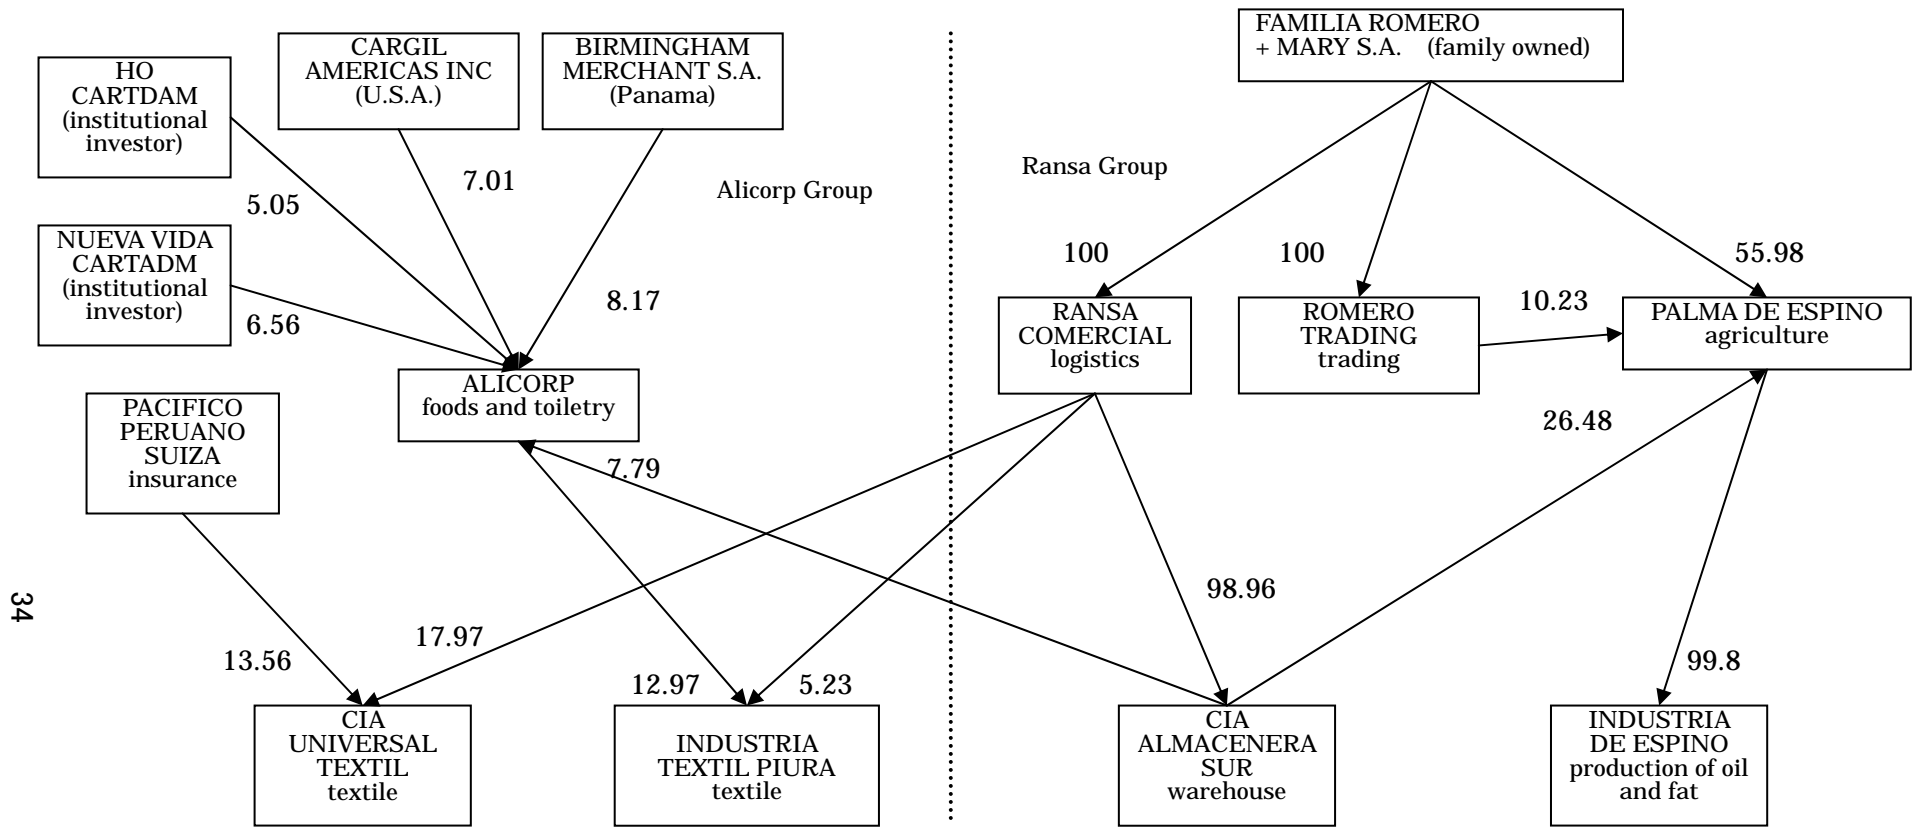 FAMILIA ROMERO
+ MARY S.A. (family owned)
HO
CARTDAM
(institutional
investor)
CARGIL
AMERICAS INC
(U.S.A.)
BIRMINGHAM
MERCHANT S.A.
(Panama)
Alicorp Group
Ransa Group
5.05
7.01
8.17
NUEVA VIDA
CARTADM
(institutional
investor)
6.56
100
100
55.98
ALICORP
foods and toiletry
RANSA
COMERCIAL
logistics
ROMERO
TRADING
trading
10.23
PALMA DE ESPINO
agriculture
PACIFICO
PERUANO
SUIZA
insurance
7.79
26.48
98.96
13.56
17.97
12.97
5.23
99.8
CIA
UNIVERSAL
TEXTIL
textile
INDUSTRIA
TEXTIL PIURA
textile
CIA
ALMACENERA
SUR
warehouse
INDUSTRIA
DE ESPINO
production of oil
and fat
34